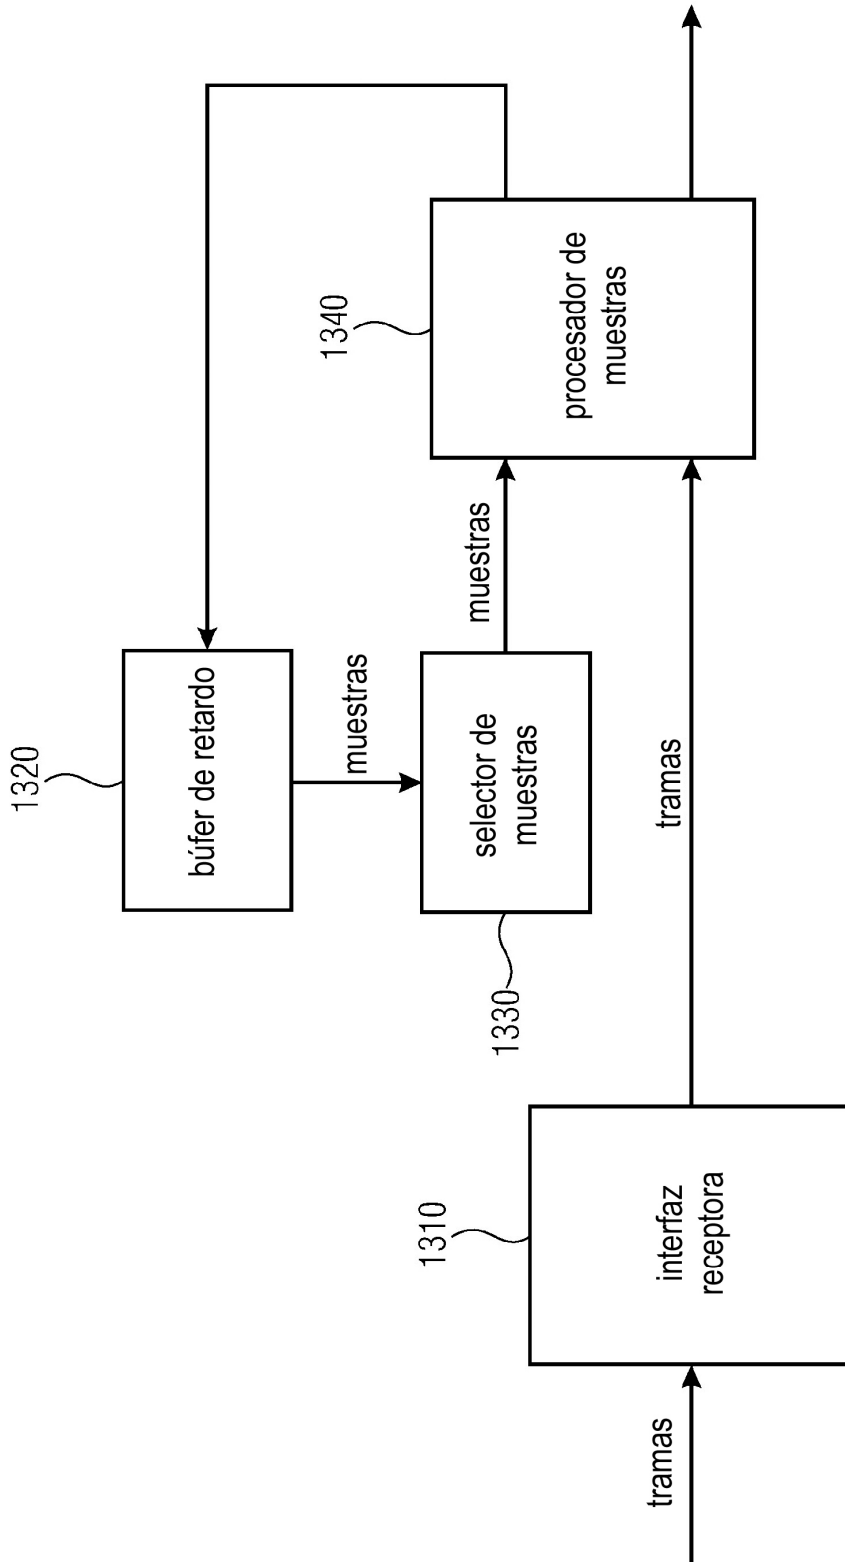 1320
búfer de retardo
muestras
1330
selector de
muestras
muestras
1340
procesador de
muestras
tramas
1310
interfaz
receptora
tramas